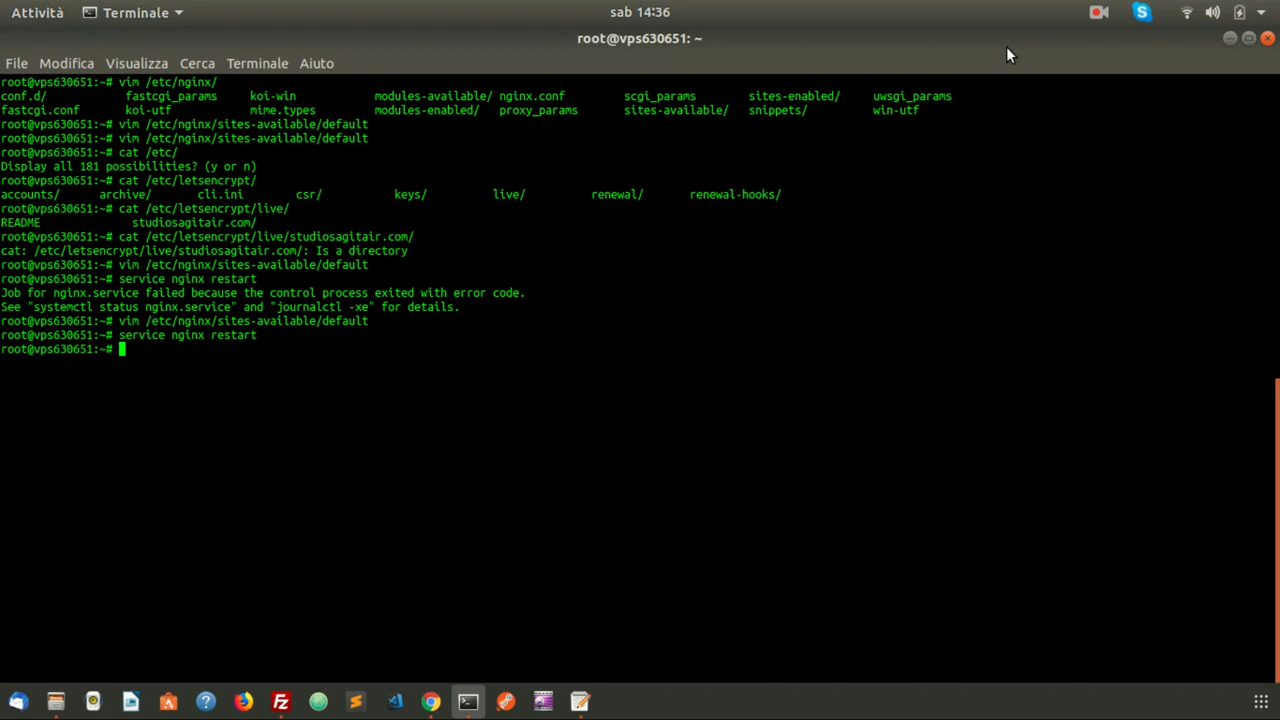 Attività Terminale sab 14:36
root@vps630651: ~
File Modifica Visualizza Cerca Terminale Aiuto
root@vps630651:~# vim /etc/nginx/
conf.d/ fastcgi_params koi-win modules-available/ nginx.conf scgi_params sites-enabled/ uwsgi_params
fastcgi.conf koi-utf mime.types modules-enabled/ proxy_params sites-available/ snippets/ win-utf
root@vps630651:~# vim /etc/nginx/sites-available/default
root@vps630651:~# vim /etc/nginx/sites-available/default
root@vps630651:~# cat /etc/
Display all 181 possibilities? (y or n)
root@vps630651:~# cat /etc/letsencrypt/
accounts/ archive/ cli.ini csr/ keys/ live/ renewal/ renewal-hooks/
root@vps630651:~# cat /etc/letsencrypt/live/
README studiosagitair.com/
root@vps630651:~# cat /etc/letsencrypt/live/studiosagitair.com/
cat: /etc/letsencrypt/live/studiosagitair.com/: Is a directory
root@vps630651:~# vim /etc/nginx/sites-available/default
root@vps630651:~# service nginx restart
Job for nginx.service failed because the control process exited with error code.
See "systemctl status nginx.service" and "journalctl -xe" for details.
root@vps630651:~# vim /etc/nginx/sites-available/default
root@vps630651:~# service nginx restart
root@vps630651:~#